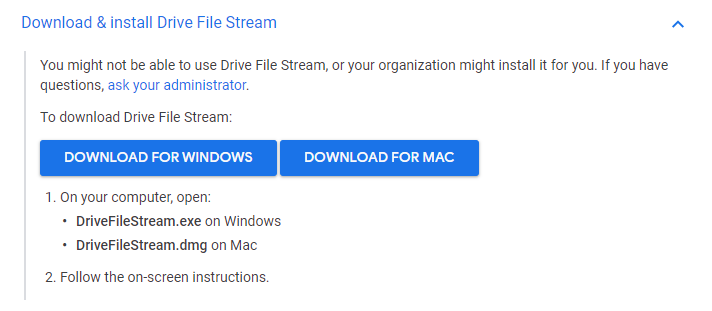 Download & install Drive File Stream
You might not be able to use Drive File Stream, or your organization might install it for you. If you have
questions, ask your administrator.
To download Drive File Stream:
DOWNLOAD FOR WINDOWS DOWNLOAD FOR MAC
1. On your computer, open:
• DriveFileStream.exe on Windows
• DriveFileStream.dmg on Mac
2. Follow the on-screen instructions.